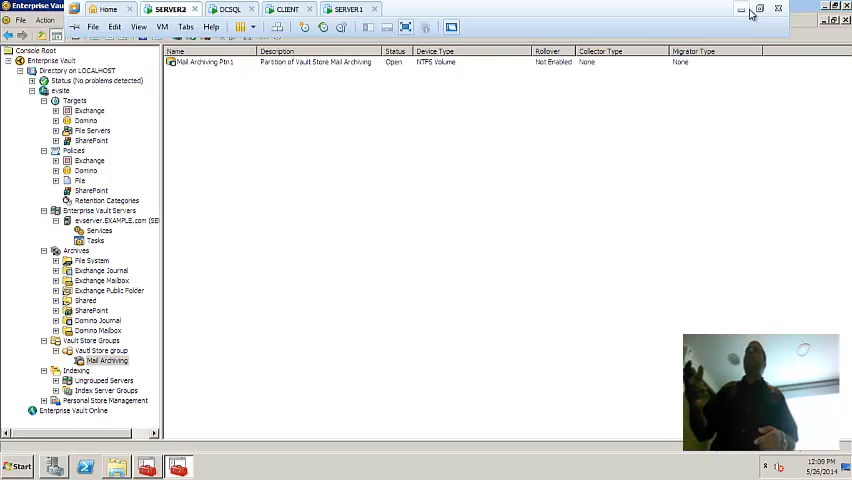 Enterprise Vau
Home
SERVER2
DCSQL
CLIENT
SERVER1
File Action
File Edit View VM Tabs Help
Console Root
Enterprise Vault
Directory on LOCALHOST
Status (No problems detected)
evsite
Targets
Exchange
Domino
File Servers
SharePoint
Policies
Exchange
Domino
File
SharePoint
Retention Categories
Enterprise Vault Servers
evserver.EXAMPLE.com (SE
Services
Tasks
Archives
File System
Exchange Journal
Exchange Mailbox
Exchange Public Folder
Shared
SharePoint
Domino Journal
Domino Mailbox
Vault Store Groups
Vautl Store group
Mail Archiving
Indexing
Ungrouped Servers
Index Server Groups
Personal Store Management
Enterprise Vault Online
Name Description Status Device Type Rollover Collector Type Migrator Type
Mail Archiving Ptn1 Partition of Vault Store Mail Archiving Open NTFS Volume Not Enabled None None
Start
12:09 PM
5/26/2014